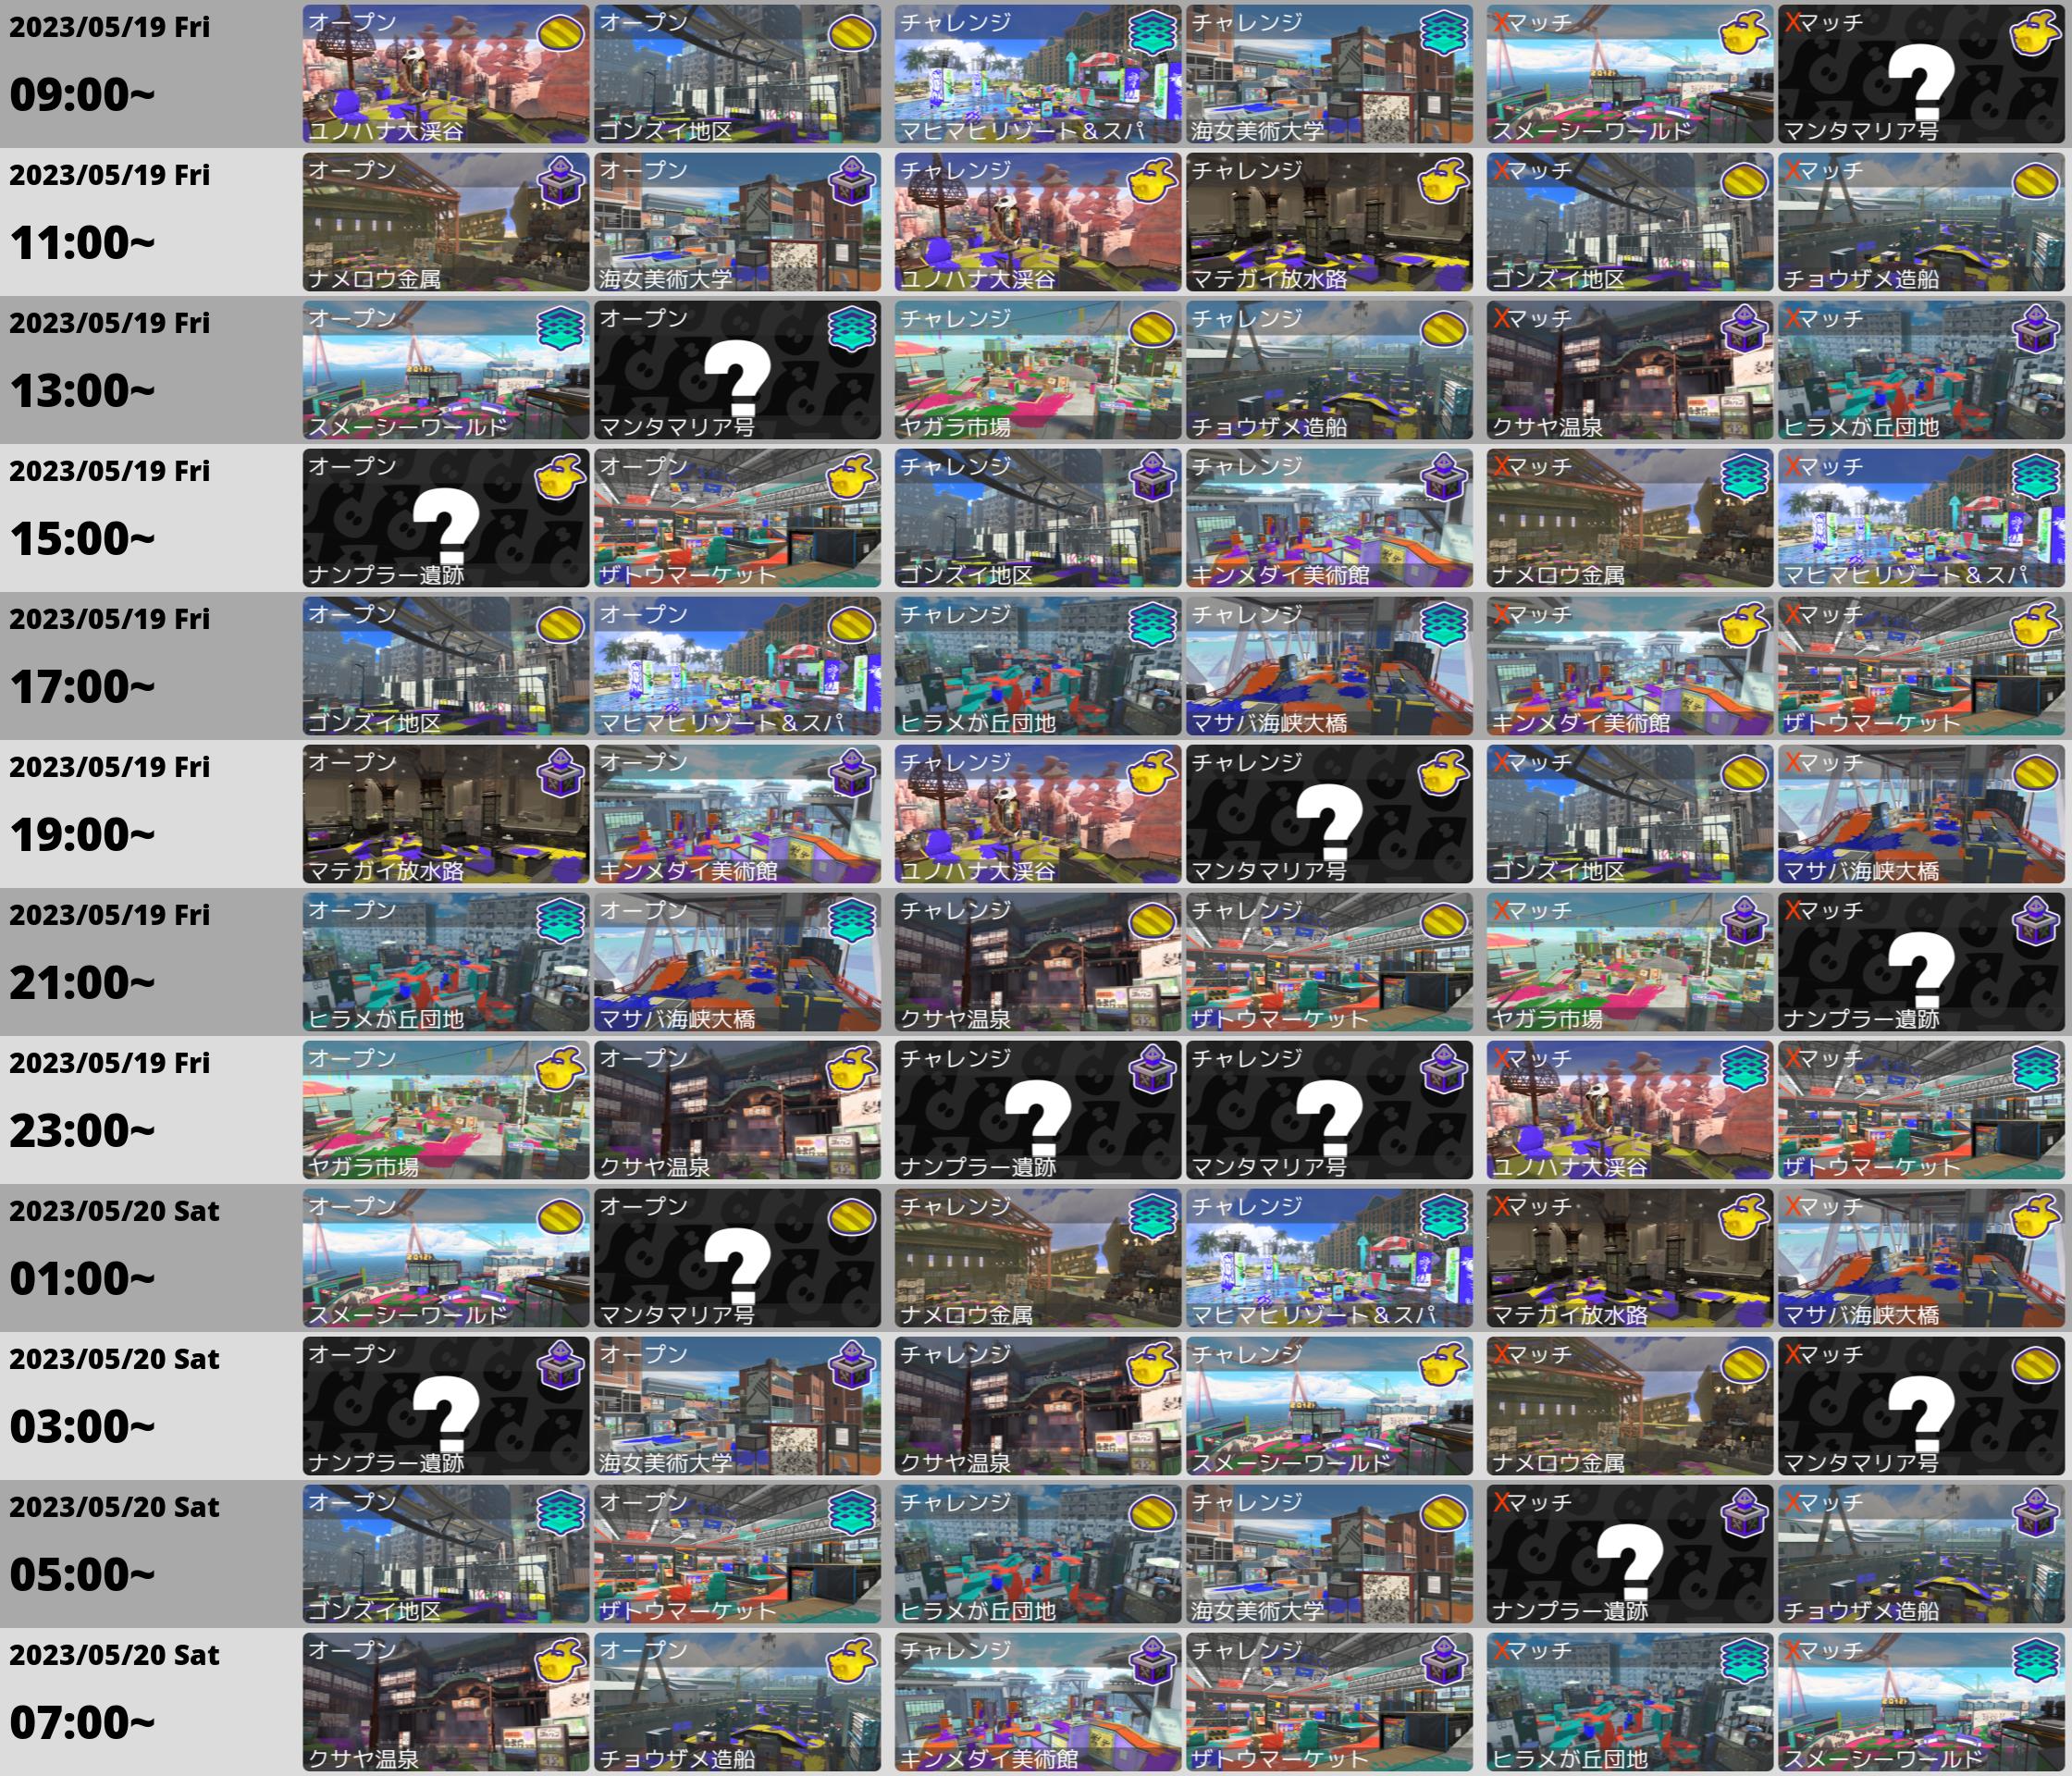 2023/05/19 Fri
09:00~
オープン オープン チャレンジ チャレンジ Xマッチ Xマッチ
ユノハナ大渓谷 ゴンズイ地区 マヒマヒリゾート＆スパ 海女美術大学 スメーシーワールド マンタマリア号
2023/05/19 Fri
11:00~
オープン オープン チャレンジ チャレンジ Xマッチ Xマッチ
ナメロウ金属 海女美術大学 ユノハナ大渓谷 マテガイ放水路 ゴンズイ地区 チョウザメ造船
2023/05/19 Fri
13:00~
オープン オープン チャレンジ チャレンジ Xマッチ Xマッチ
スメーシーワールド マンタマリア号 ヤガラ市場 チョウザメ造船 クサヤ温泉 ヒラメが丘団地
2023/05/19 Fri
15:00~
オープン オープン チャレンジ チャレンジ Xマッチ Xマッチ
ナンプラー遺跡 ザトウマーケット ゴンズイ地区 キンメダイ美術館 ナメロウ金属 マヒマヒリゾート＆スパ
2023/05/19 Fri
17:00~
オープン オープン チャレンジ チャレンジ Xマッチ Xマッチ
ゴンズイ地区 マヒマヒリゾート＆スパ ヒラメが丘団地 マサバ海峡大橋 キンメダイ美術館 ザトウマーケット
2023/05/19 Fri
19:00~
オープン オープン チャレンジ チャレンジ Xマッチ Xマッチ
マテガイ放水路 キンメダイ美術館 ユノハナ大渓谷 マンタマリア号 ゴンズイ地区 マサバ海峡大橋
2023/05/19 Fri
21:00~
オープン オープン チャレンジ チャレンジ Xマッチ Xマッチ
ヒラメが丘団地 マサバ海峡大橋 クサヤ温泉 ザトウマーケット ヤガラ市場 ナンプラー遺跡
2023/05/19 Fri
23:00~
オープン オープン チャレンジ チャレンジ Xマッチ Xマッチ
ヤガラ市場 クサヤ温泉 ナンプラー遺跡 マンタマリア号 ユノハナ大渓谷 ザトウマーケット
2023/05/20 Sat
01:00~
オープン オープン チャレンジ チャレンジ Xマッチ Xマッチ
スメーシーワールド マンタマリア号 ナメロウ金属 マヒマヒリゾート＆スパ マテガイ放水路 マサバ海峡大橋
2023/05/20 Sat
03:00~
オープン オープン チャレンジ チャレンジ Xマッチ Xマッチ
ナンプラー遺跡 海女美術大学 クサヤ温泉 スメーシーワールド ナメロウ金属 マンタマリア号
2023/05/20 Sat
05:00~
オープン オープン チャレンジ チャレンジ Xマッチ Xマッチ
ゴンズイ地区 ザトウマーケット ヒラメが丘団地 海女美術大学 ナンプラー遺跡 チョウザメ造船
2023/05/20 Sat
07:00~
オープン オープン チャレンジ チャレンジ Xマッチ Xマッチ
クサヤ温泉 チョウザメ造船 キンメダイ美術館 ザトウマーケット ヒラメが丘団地 スメーシーワールド